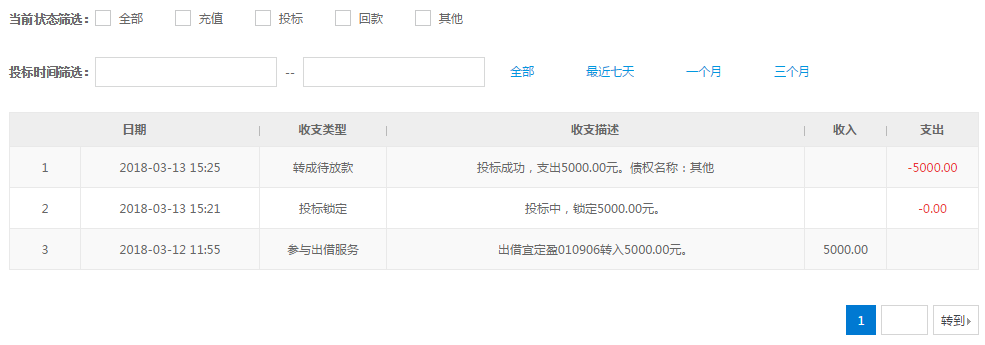 当前状态筛选： 全部 充值 投标 回款 其他
投标时间筛选： -- 全部 最近七天 一个月 三个月
日期 收支类型 收支描述 收入 支出
1 2018-03-13 15:25 转成待放款 投标成功，支出5000.00元。债权名称：其他 -5000.00
2 2018-03-13 15:21 投标锁定 投标中，锁定5000.00元。 -0.00
3 2018-03-12 11:55 参与出借服务 出借宜定盈010906转入5000.00元。 5000.00
1 转到